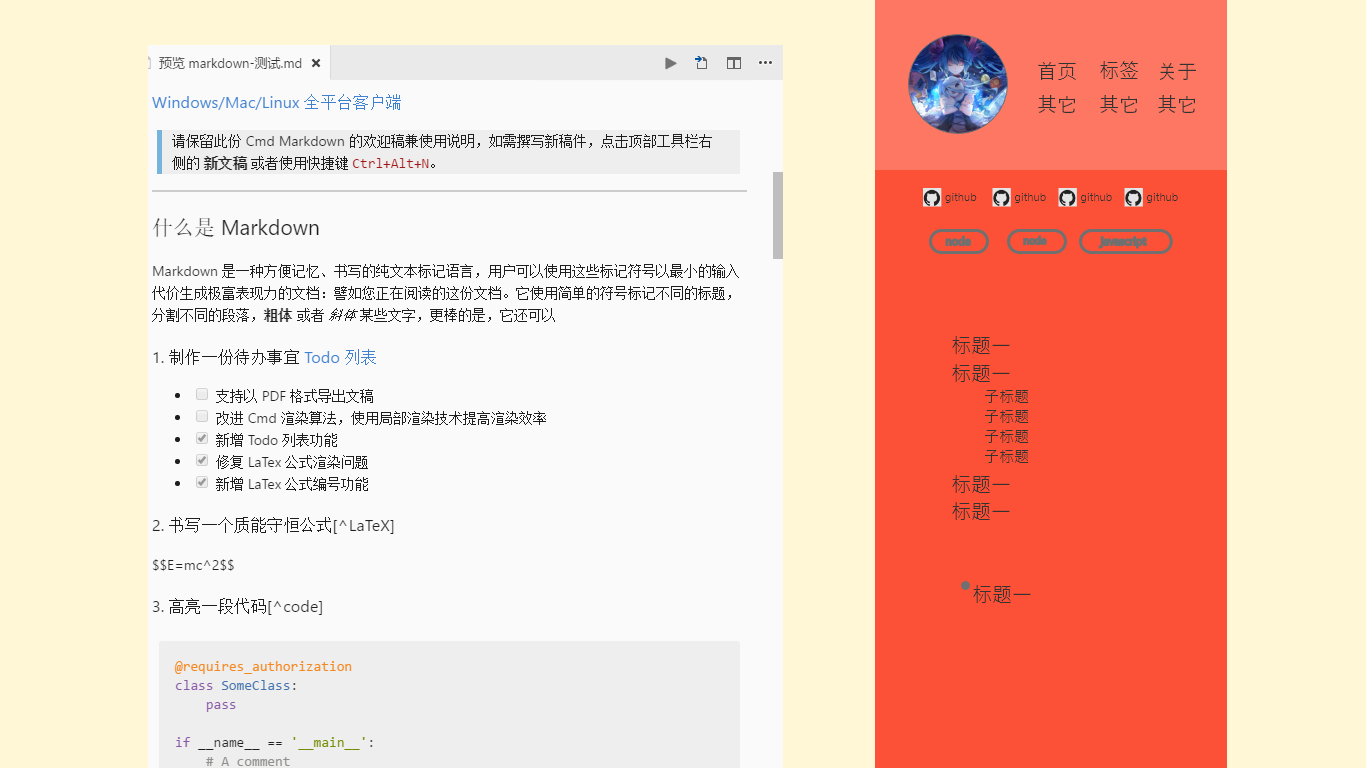 预览 markdown-测试.md
Windows/Mac/Linux 全平台客户端
请保留此份 Cmd Markdown 的欢迎稿兼使用说明，如需撰写新稿件，点击顶部工具栏右
侧的 新文稿 或者使用快捷键 Ctrl+Alt+N。
什么是 Markdown
Markdown 是一种方便记忆、书写的纯文本标记语言，用户可以使用这些标记符号以最小的输入
代价生成极富表现力的文档：譬如您正在阅读的这份文档。它使用简单的符号标记不同的标题，
分割不同的段落，粗体 或者 斜体 某些文字，更棒的是，它还可以
1. 制作一份待办事宜 Todo 列表
支持以 PDF 格式导出文稿
改进 Cmd 渲染算法，使用局部渲染技术提高渲染效率
新增 Todo 列表功能
修复 LaTex 公式渲染问题
新增 LaTex 公式编号功能
2. 书写一个质能守恒公式[^LaTeX]
$$E=mc^2$$
3. 高亮一段代码[^code]
@requires_authorization
class SomeClass:
    pass
if __name__ == '__main__':
    # A comment
首页 标签 关于
其它 其它 其它
github github github github
node node javascript
标题一
标题一
子标题
子标题
子标题
子标题
标题一
标题一
标题一